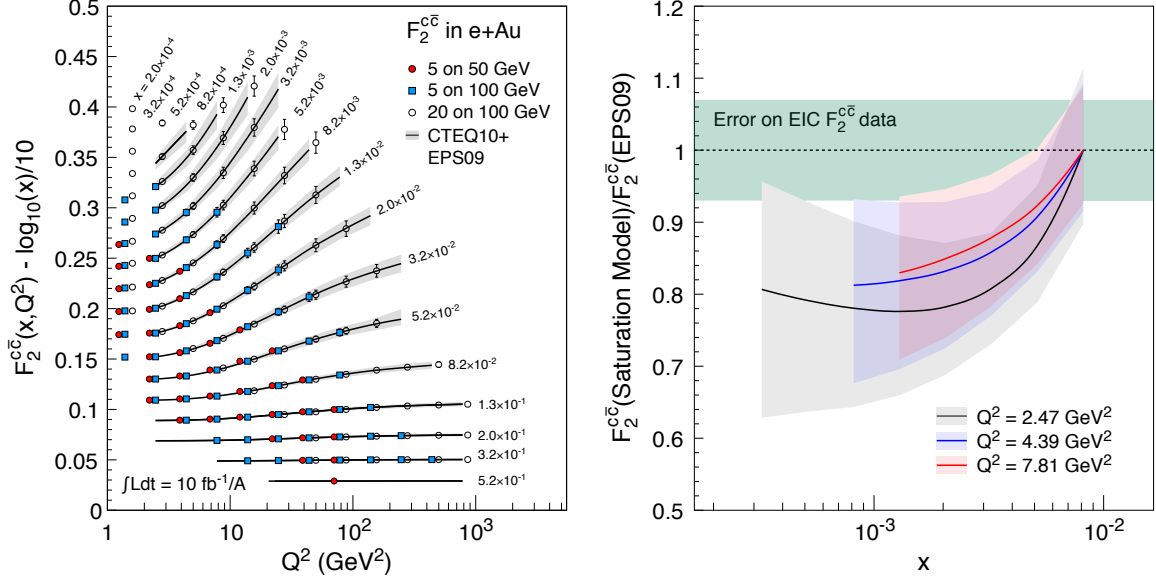 F₂ᶜᶜ̄(x,Q²) - log₁₀(x)/10
0.5
0.45
0.4
0.35
0.3
0.25
0.2
0.15
0.1
0.05
0
1
10
10²
10³
Q² (GeV²)
F₂ᶜᶜ̄ in e+Au
5 on 50 GeV
5 on 100 GeV
20 on 100 GeV
CTEQ10+
EPS09
x = 2.0×10⁻⁴
3.2×10⁻⁴
5.2×10⁻⁴
8.2×10⁻⁴
1.3×10⁻³
2.0×10⁻³
3.2×10⁻³
5.2×10⁻³
8.2×10⁻³
1.3×10⁻²
2.0×10⁻²
3.2×10⁻²
5.2×10⁻²
8.2×10⁻²
1.3×10⁻¹
2.0×10⁻¹
3.2×10⁻¹
5.2×10⁻¹
∫Ldt = 10 fb⁻¹/A
F₂ᶜᶜ̄(Saturation Model)/F₂ᶜᶜ̄(EPS09)
1.2
1.1
1
0.9
0.8
0.7
0.6
0.5
Error on EIC F₂ᶜᶜ̄ data
Q² = 2.47 GeV²
Q² = 4.39 GeV²
Q² = 7.81 GeV²
10⁻³
10⁻²
x